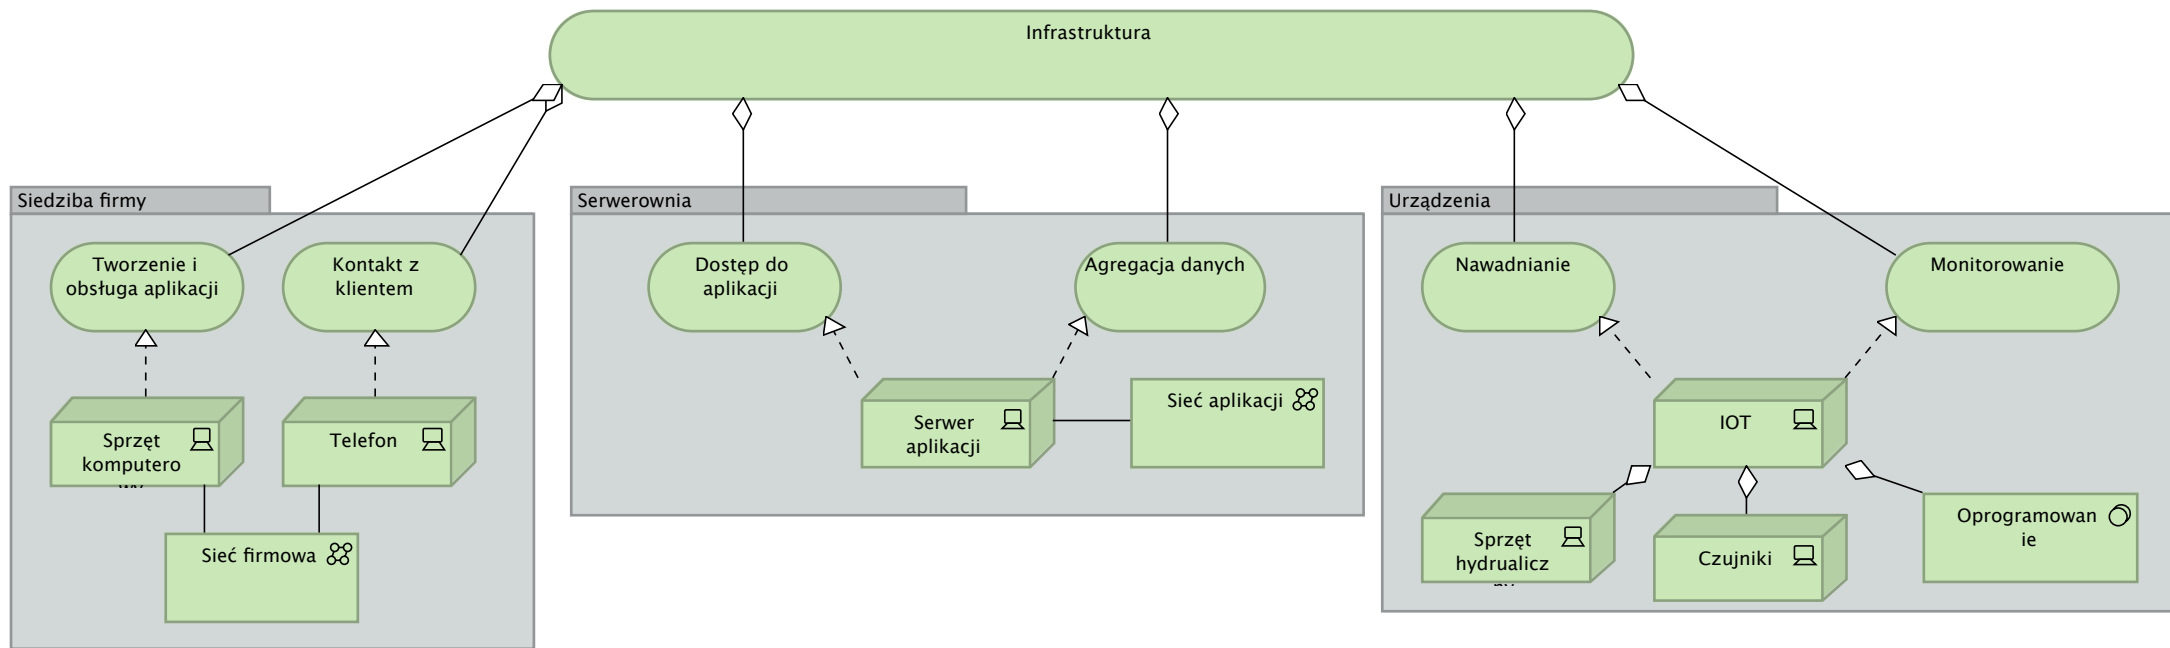 Infrastruktura
Siedziba firmy
Tworzenie i
obsługa aplikacji
Kontakt z
klientem
Sprzęt
komputero
Telefon
Sieć firmowa
Serwerownia
Dostęp do
aplikacji
Agregacja danych
Serwer
aplikacji
Sieć aplikacji
Urządzenia
Nawadnianie
Monitorowanie
IOT
Sprzęt
hydrualicz
Czujniki
Oprogramowan
ie